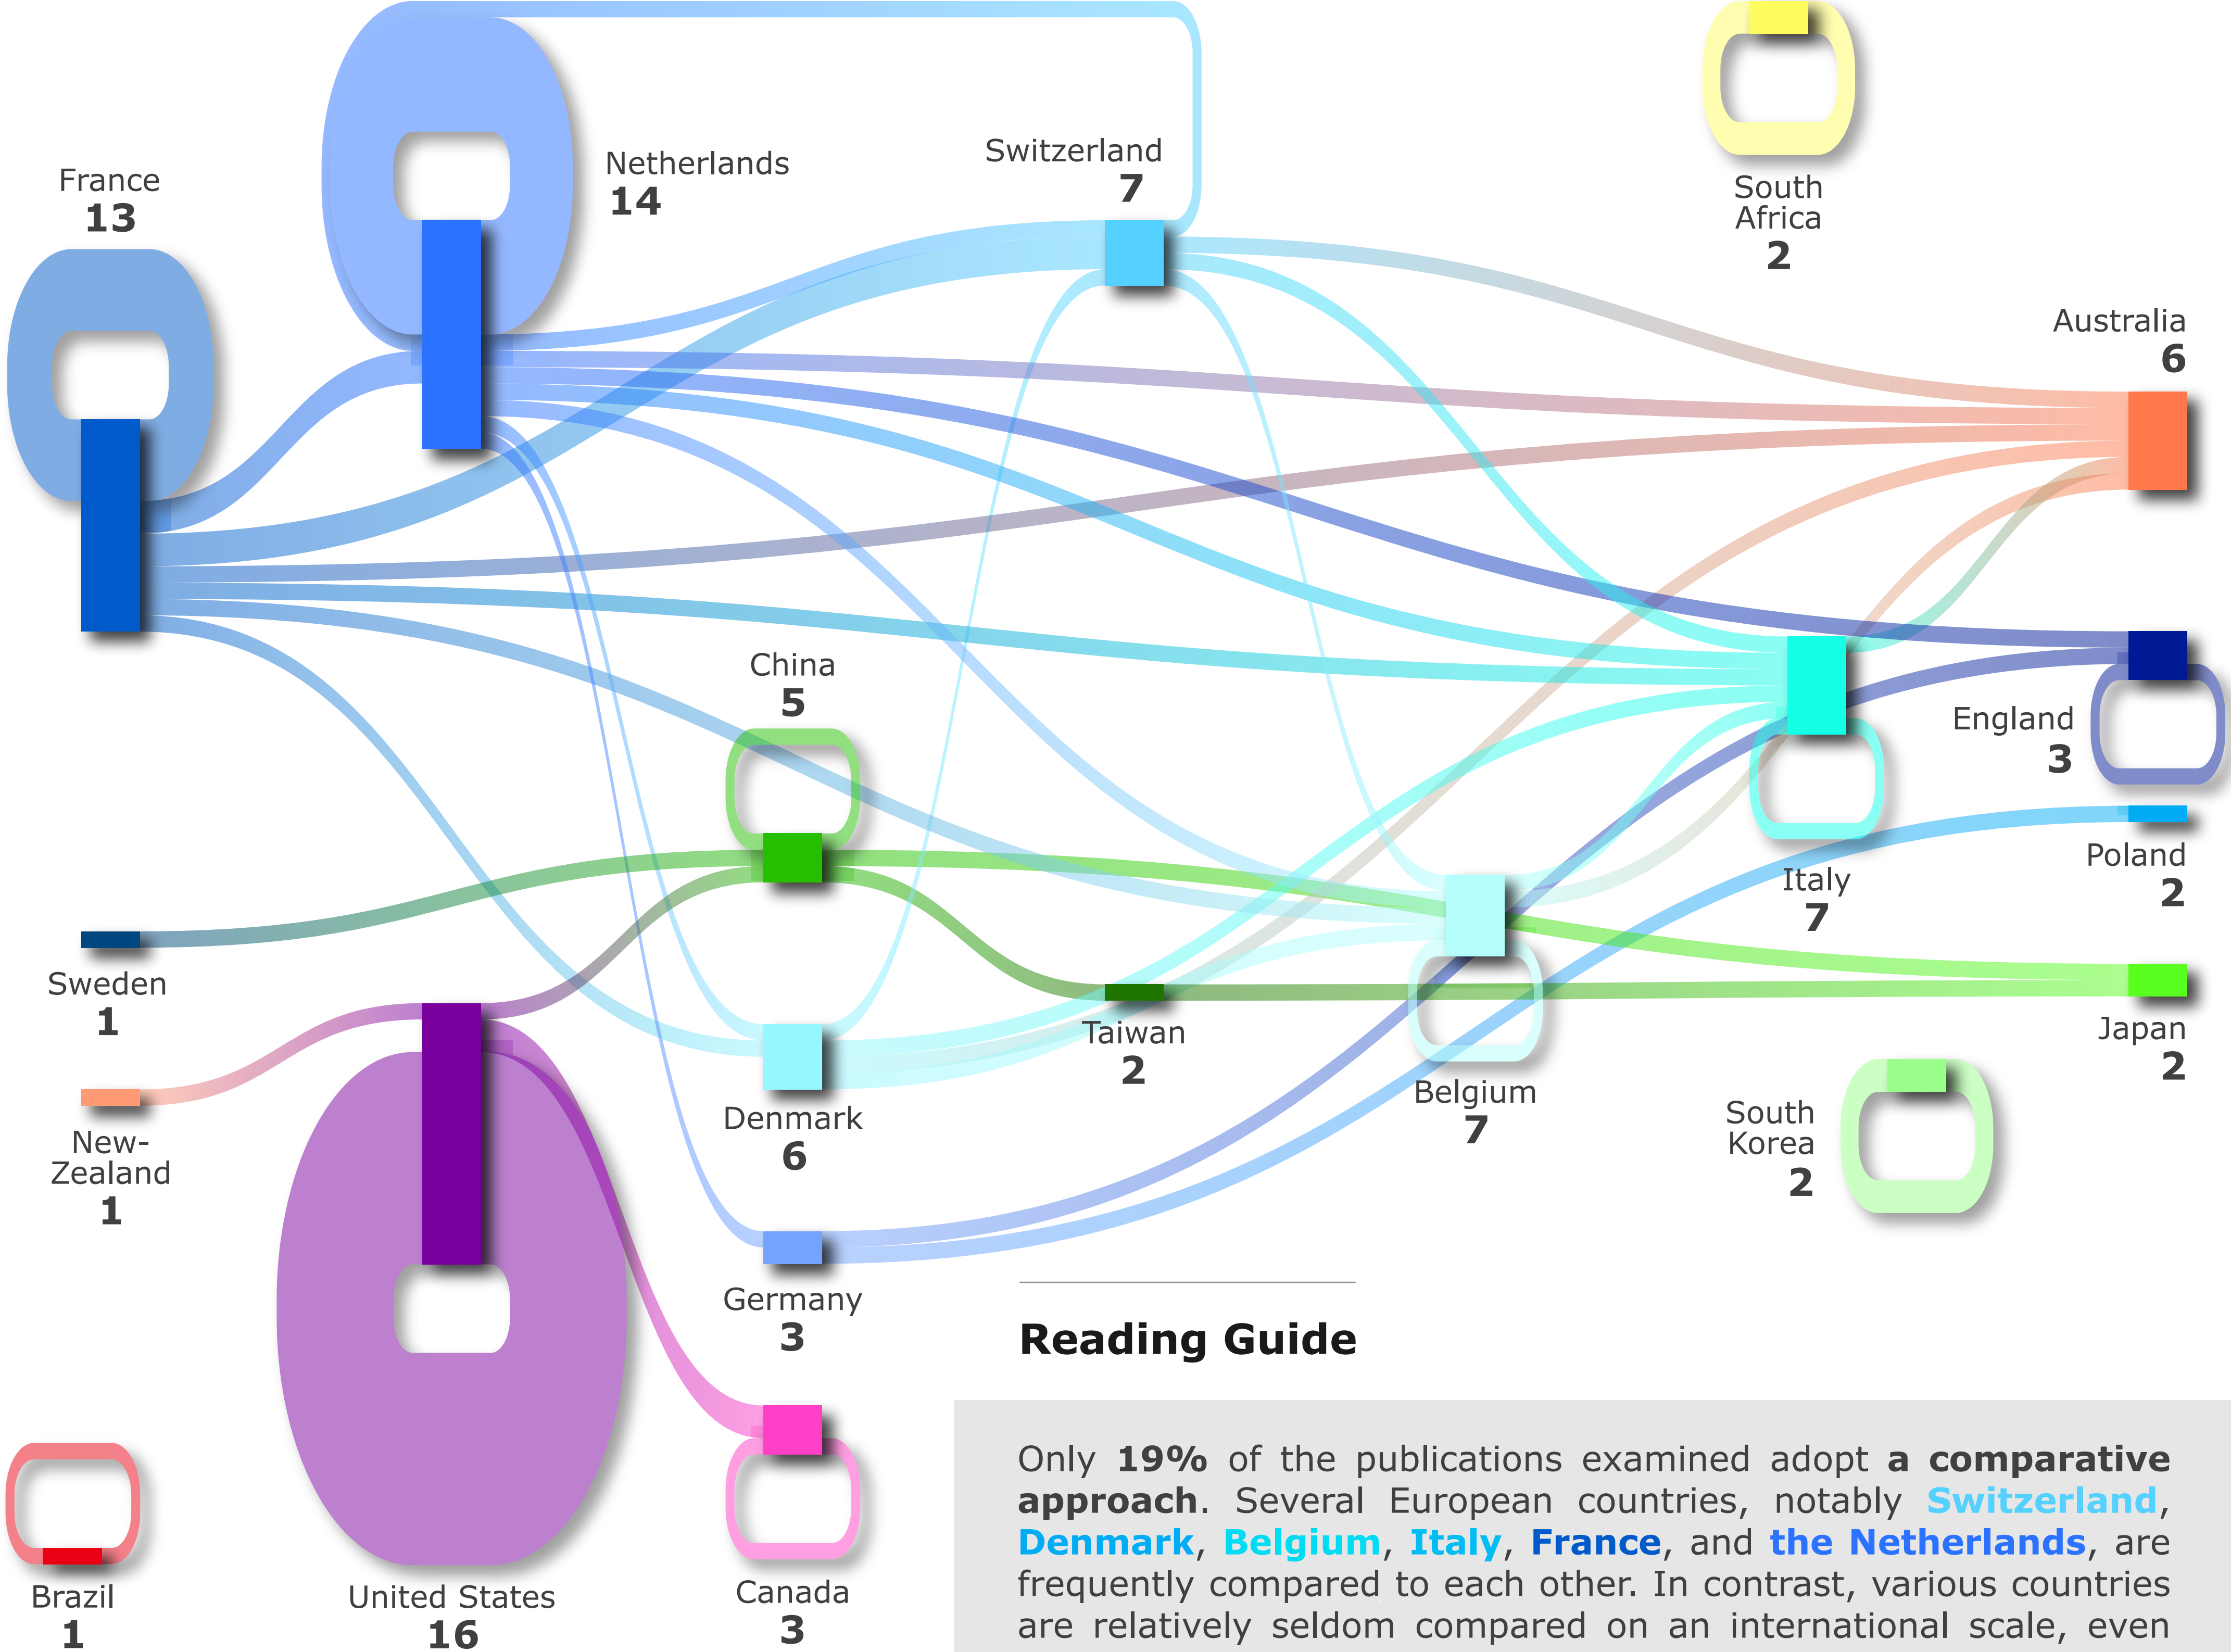 France
13
Netherlands
14
Switzerland
7
South
Africa
2
Australia
6
China
5
England
3
Poland
2
Italy
7
Sweden
1
Taiwan
2
Japan
2
New-
Zealand
1
Denmark
6
Belgium
7
South
Korea
2
Germany
3
Brazil
1
United States
16
Canada
3
Reading Guide
Only 19% of the publications examined adopt a comparative
approach. Several European countries, notably Switzerland,
Denmark, Belgium, Italy, France, and the Netherlands, are
frequently compared to each other. In contrast, various countries
are relatively seldom compared on an international scale, even